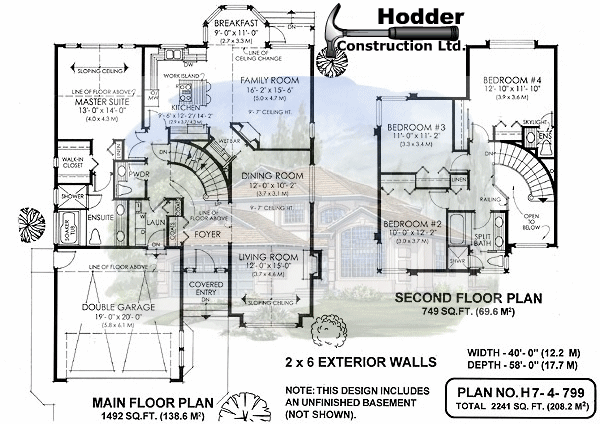 Hodder
Construction Ltd.
BREAKFAST
9'- 0" x 11'- 0"
(2.7 x 3.3 M)
LINE OF
CEILING CHANGE
SLOPING CEILING
LINE OF FLOOR ABOVE
MASTER SUITE
13'- 0" x 14'- 0"
(4.0 x 4.3 M)
WORK ISLAND
DW
MW
KITCHEN
9'- 6" x 12'- 2"/ 14'- 2"
(2.9 x 3.7/ 4.3 M)
FAMILY ROOM
16'- 2" x 15'- 6"
(5.0 x 4.7 M)
9'- 7" CEILING HT.
WETBAR
DN
WALK-IN
CLOSET
PWDR
SHOWER
ENSUITE
SOAKER
TUB
LAUN
UP
DINING ROOM
12'- 0" x 10'- 2"
(3.7 x 3.1 M)
9'- 7" CEILING HT.
LINE OF
FLOOR ABOVE
FOYER
LIVING ROOM
12'- 0" x 15'-0"
(3.7 x 4.6 M)
SLOPING CEILING
COVERED
ENTRY
DN
LINE OF FLOOR ABOVE
DOUBLE GARAGE
19'- 0" x 20'- 0"
(5.8 x 6.1 M)
MAIN FLOOR PLAN
1492 SQ.FT. (138.6 M²)
BEDROOM #4
12'- 10" x 11'- 10"
(3.9 x 3.6 M)
SKYLIGHT
ENS
BEDROOM #3
11'- 0" x 11'- 2"
(3.3 x 3.4 M)
LINEN
DN
RAILING
OPEN
TO
BELOW
BEDROOM #2
10'- 0" x 12'- 2"
(3.0 x 3.7 M)
SPLIT
BATH
SHWR
SECOND FLOOR PLAN
749 SQ.FT. (69.6 M²)
2 x 6 EXTERIOR WALLS
NOTE: THIS DESIGN INCLUDES
AN UNFINISHED BASEMENT
(NOT SHOWN).
WIDTH - 40'- 0" (12.2 M)
DEPTH - 58'- 0" (17.7 M)
PLAN NO. H7- 4- 799
TOTAL 2241 SQ. FT. (208.2 M²)